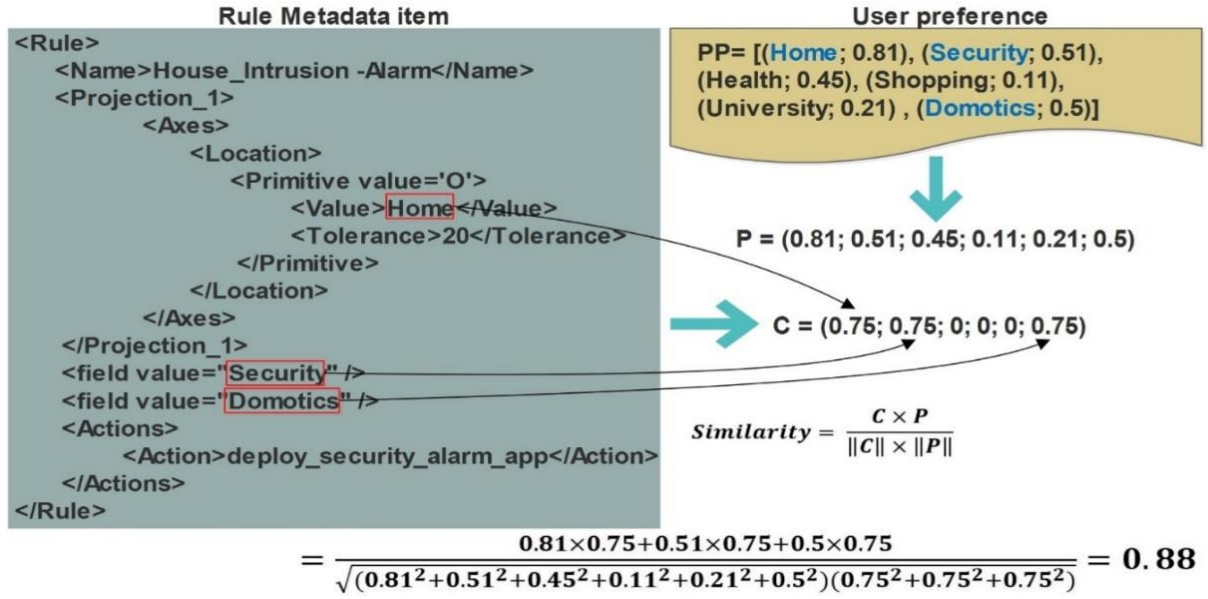 Rule Metadata item
<Rule>
<Name>House_Intrusion -Alarm</Name>
<Projection_1>
<Axes>
<Location>
<Primitive value='O'>
<Value>Home</Value>
<Tolerance>20</Tolerance>
</Primitive>
</Location>
</Axes>
</Projection_1>
<field value="Security" />
<field value="Domotics" />
<Actions>
<Action>deploy_security_alarm_app</Action>
</Actions>
</Rule>
User preference
PP= [(Home; 0.81), (Security; 0.51),
(Health; 0.45), (Shopping; 0.11),
(University; 0.21) , (Domotics; 0.5)]
P = (0.81; 0.51; 0.45; 0.11; 0.21; 0.5)
C = (0.75; 0.75; 0; 0; 0; 0.75)
Similarity = C × P / ‖C‖ × ‖P‖
= 0.81×0.75+0.51×0.75+0.5×0.75 / √(0.81²+0.51²+0.45²+0.11²+0.21²+0.5²)(0.75²+0.75²+0.75²) = 0.88